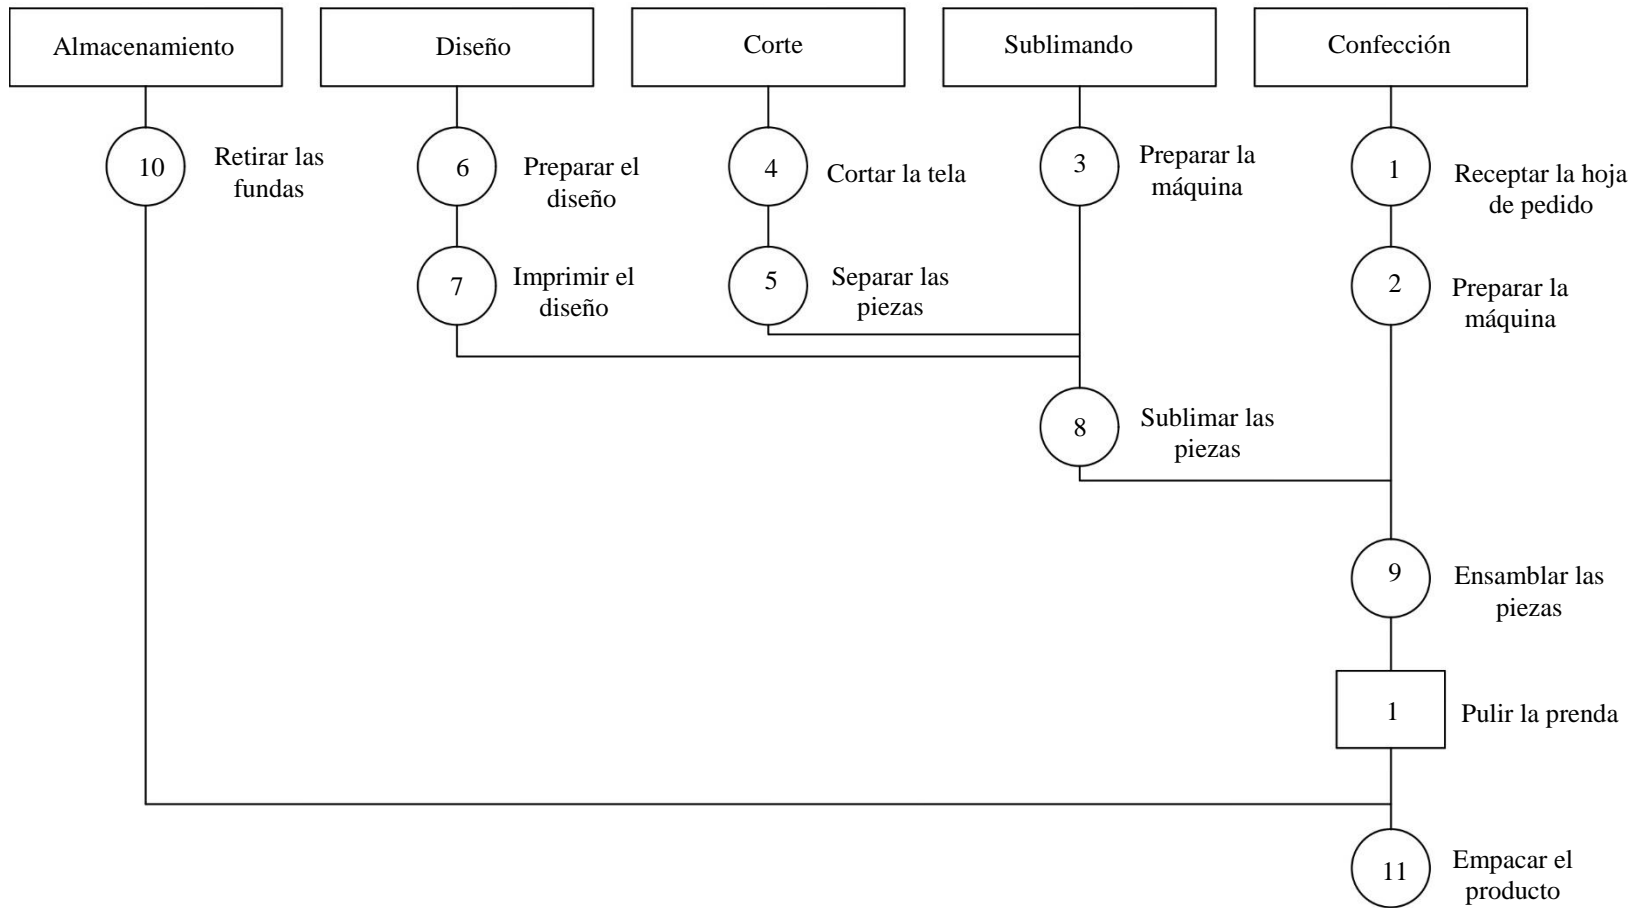 Almacenamiento
Diseño
Corte
Sublimando
Confección
10
Retirar las
fundas
6
Preparar el
diseño
4
Cortar la tela
3
Preparar la
máquina
1
Receptar la hoja
de pedido
7
Imprimir el
diseño
5
Separar las
piezas
2
Preparar la
máquina
8
Sublimar las
piezas
9
Ensamblar las
piezas
1
Pulir la prenda
11
Empacar el
producto